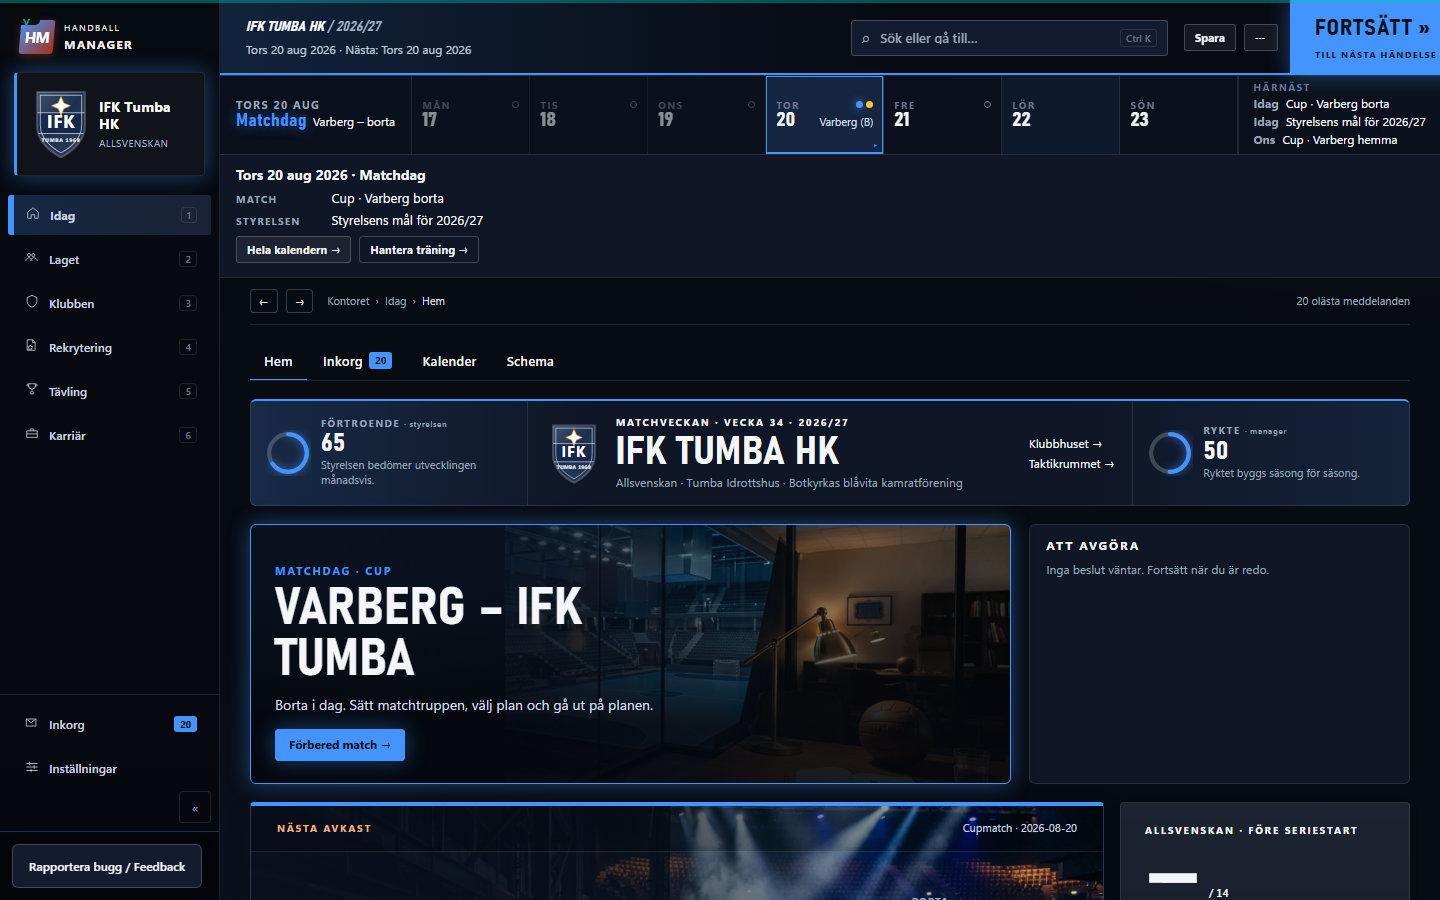 HM
HANDBALL
MANAGER
IFK TUMBA HK / 2026/27
Tors 20 aug 2026 · Nästa: Tors 20 aug 2026
Sök eller gå till...
Ctrl K
Spara
FORTSÄTT »
TILL NÄSTA HÄNDELSE
IFK
TUMBA 1969
IFK Tumba
HK
ALLSVENSKAN
TORS 20 AUG
Matchdag Varberg – borta
MÅN
17
TIS
18
ONS
19
TOR
20
Varberg (B)
FRE
21
LÖR
22
SÖN
23
HÄRNÄST
Idag Cup · Varberg borta
Idag Styrelsens mål för 2026/27
Ons Cup · Varberg hemma
Tors 20 aug 2026 · Matchdag
MATCH Cup · Varberg borta
STYRELSEN Styrelsens mål för 2026/27
Hela kalendern →
Hantera träning →
Idag 1
Laget 2
Klubben 3
Rekrytering 4
Tävling 5
Karriär 6
Inkorg 20
Inställningar
«
Rapportera bugg / Feedback
← → Kontoret › Idag › Hem
20 olästa meddelanden
Hem
Inkorg 20
Kalender
Schema
FÖRTROENDE · styrelsen
65
Styrelsen bedömer utvecklingen
månadsvis.
IFK
TUMBA 1969
MATCHVECKAN · VECKA 34 · 2026/27
IFK TUMBA HK
Allsvenskan · Tumba Idrottshus · Botkyrkas blåvita kamratförening
Klubbhuset →
Taktikrummet →
RYKTE · manager
50
Ryktet byggs säsong för säsong.
MATCHDAG · CUP
VARBERG – IFK
TUMBA
Borta i dag. Sätt matchtruppen, välj plan och gå ut på planen.
Förbered match →
ATT AVGÖRA
Inga beslut väntar. Fortsätt när du är redo.
NÄSTA AVKAST
Cupmatch · 2026-08-20
ALLSVENSKAN · FÖRE SERIESTART
/ 14